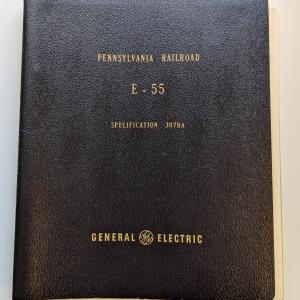 PENNSYLVANIA RAILROAD
E - 55
SPECIFICATION 3078A
GENERAL GE ELECTRIC